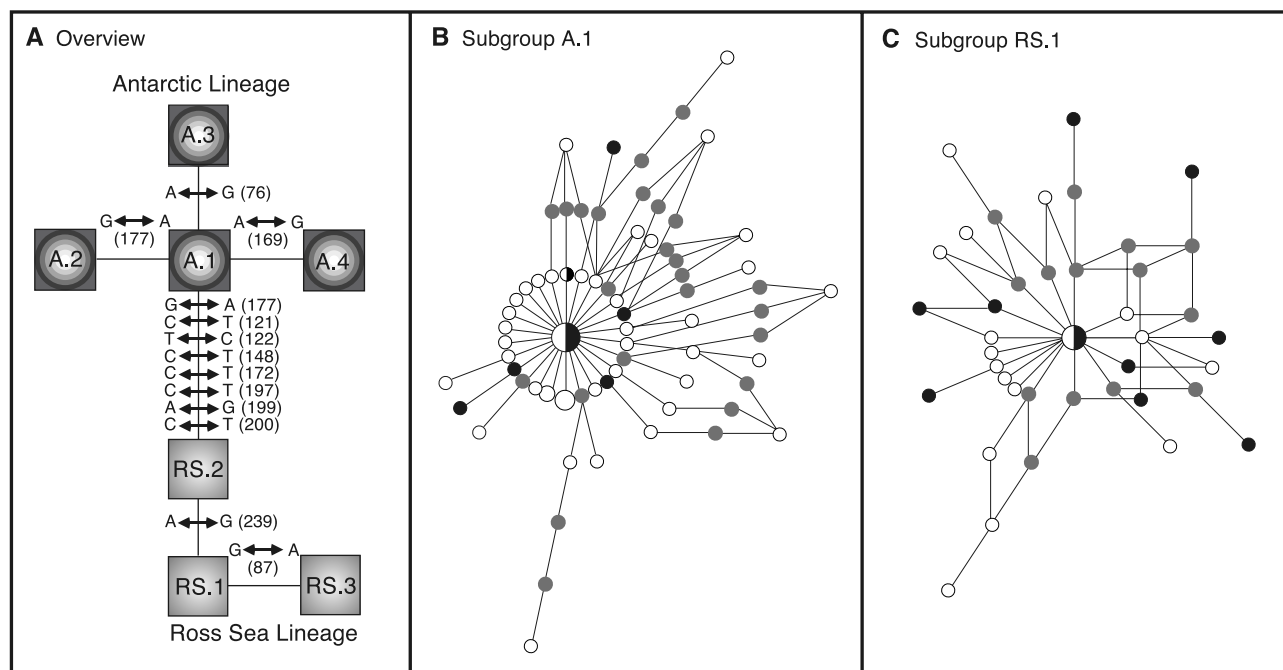 A Overview
Antarctic Lineage
A.3
A G (76)
G A
(177)
A G
(169)
A.2
A.1
A.4
G A (177)
C T (121)
T C (122)
C T (148)
C T (172)
C T (197)
A G (199)
C T (200)
RS.2
A G (239)
G A
(87)
RS.1
RS.3
Ross Sea Lineage
B Subgroup A.1
C Subgroup RS.1